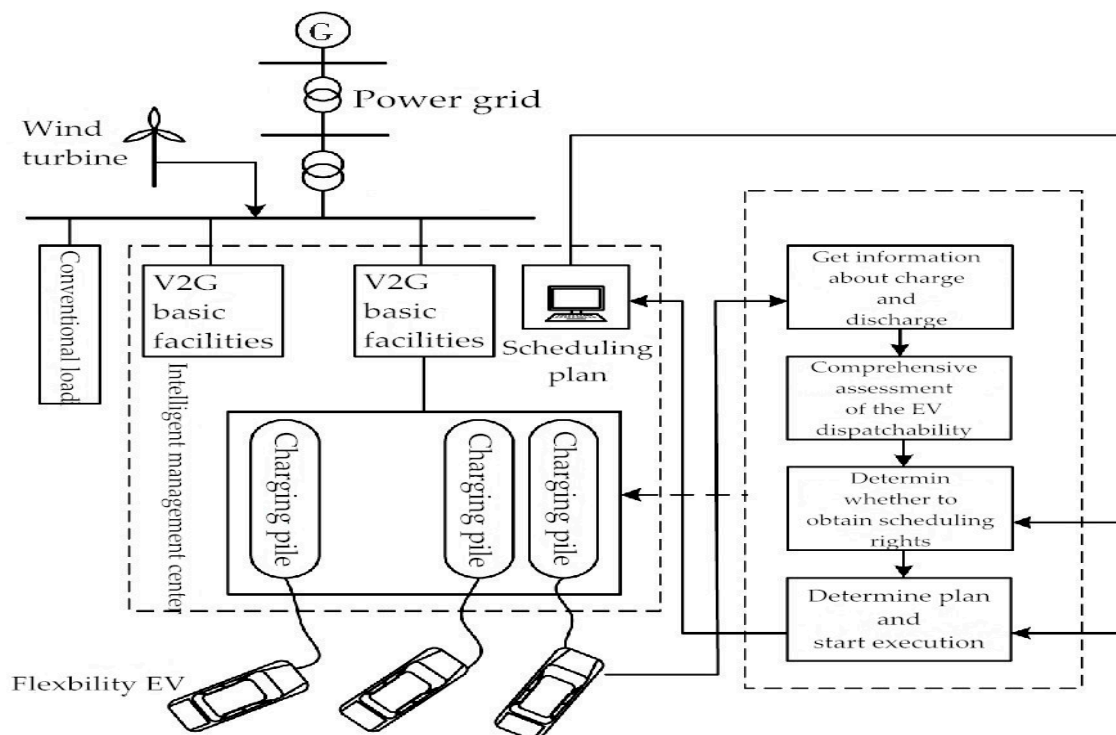 G
Power grid
Wind
turbine
Conventional load
V2G
basic
facilities
V2G
basic
facilities
Scheduling
plan
Intelligent management center
Charging pile
Charging pile
Charging pile
Flexbility EV
Get information
about charge
and
discharge
Comprehensive
assessment
of the EV
dispatchability
Determin
whether to
obtain scheduling
rights
Determine plan
and
start execution